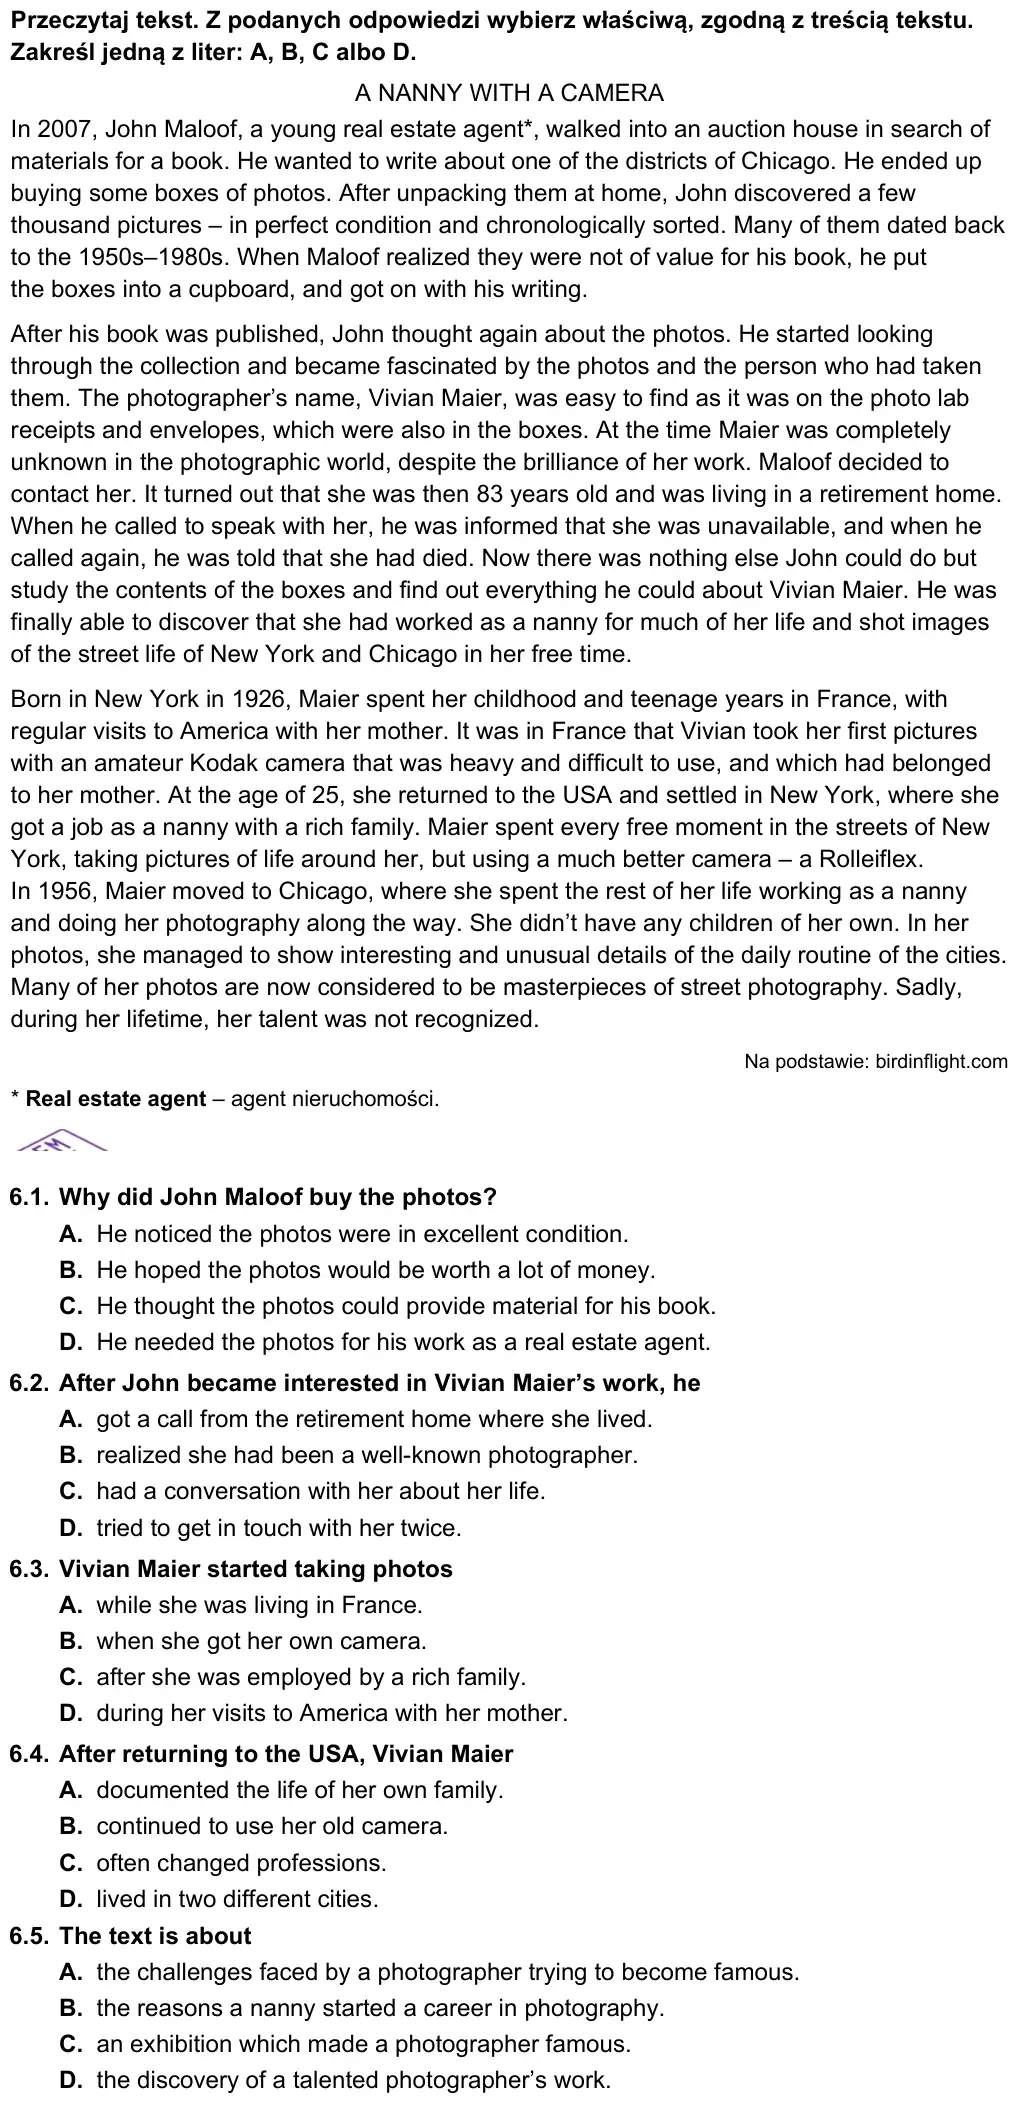 Przeczytaj tekst. Z podanych odpowiedzi wybierz właściwą, zgodną z treścią tekstu.
Zakreśl jedną z liter: A, B, C albo D.
A NANNY WITH A CAMERA
In 2007, John Maloof, a young real estate agent*, walked into an auction house in search of
materials for a book. He wanted to write about one of the districts of Chicago. He ended up
buying some boxes of photos. After unpacking them at home, John discovered a few
thousand pictures – in perfect condition and chronologically sorted. Many of them dated back
to the 1950s–1980s. When Maloof realized they were not of value for his book, he put
the boxes into a cupboard, and got on with his writing.
After his book was published, John thought again about the photos. He started looking
through the collection and became fascinated by the photos and the person who had taken
them. The photographer's name, Vivian Maier, was easy to find as it was on the photo lab
receipts and envelopes, which were also in the boxes. At the time Maier was completely
unknown in the photographic world, despite the brilliance of her work. Maloof decided to
contact her. It turned out that she was then 83 years old and was living in a retirement home.
When he called to speak with her, he was informed that she was unavailable, and when he
called again, he was told that she had died. Now there was nothing else John could do but
study the contents of the boxes and find out everything he could about Vivian Maier. He was
finally able to discover that she had worked as a nanny for much of her life and shot images
of the street life of New York and Chicago in her free time.
Born in New York in 1926, Maier spent her childhood and teenage years in France, with
regular visits to America with her mother. It was in France that Vivian took her first pictures
with an amateur Kodak camera that was heavy and difficult to use, and which had belonged
to her mother. At the age of 25, she returned to the USA and settled in New York, where she
got a job as a nanny with a rich family. Maier spent every free moment in the streets of New
York, taking pictures of life around her, but using a much better camera – a Rolleiflex.
In 1956, Maier moved to Chicago, where she spent the rest of her life working as a nanny
and doing her photography along the way. She didn't have any children of her own. In her
photos, she managed to show interesting and unusual details of the daily routine of the cities.
Many of her photos are now considered to be masterpieces of street photography. Sadly,
during her lifetime, her talent was not recognized.
Na podstawie: birdinflight.com
* Real estate agent – agent nieruchomości.
6.1. Why did John Maloof buy the photos?
A. He noticed the photos were in excellent condition.
B. He hoped the photos would be worth a lot of money.
C. He thought the photos could provide material for his book.
D. He needed the photos for his work as a real estate agent.
6.2. After John became interested in Vivian Maier's work, he
A. got a call from the retirement home where she lived.
B. realized she had been a well-known photographer.
C. had a conversation with her about her life.
D. tried to get in touch with her twice.
6.3. Vivian Maier started taking photos
A. while she was living in France.
B. when she got her own camera.
C. after she was employed by a rich family.
D. during her visits to America with her mother.
6.4. After returning to the USA, Vivian Maier
A. documented the life of her own family.
B. continued to use her old camera.
C. often changed professions.
D. lived in two different cities.
6.5. The text is about
A. the challenges faced by a photographer trying to become famous.
B. the reasons a nanny started a career in photography.
C. an exhibition which made a photographer famous.
D. the discovery of a talented photographer's work.